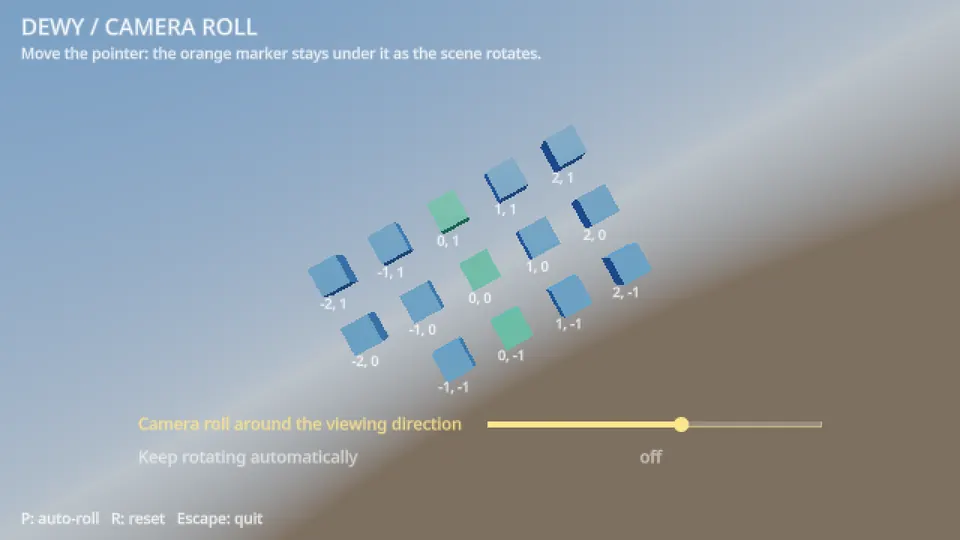 DEWY / CAMERA ROLL
Move the pointer: the orange marker stays under it as the scene rotates.
2, 1
1, 1
0, 1
2, 0
-1, 1
1, 0
-2, 1
0, 0
2, -1
-1, 0
1, -1
-2, 0
0, -1
-1, -1
Camera roll around the viewing direction
Keep rotating automatically off
P: auto-roll R: reset Escape: quit